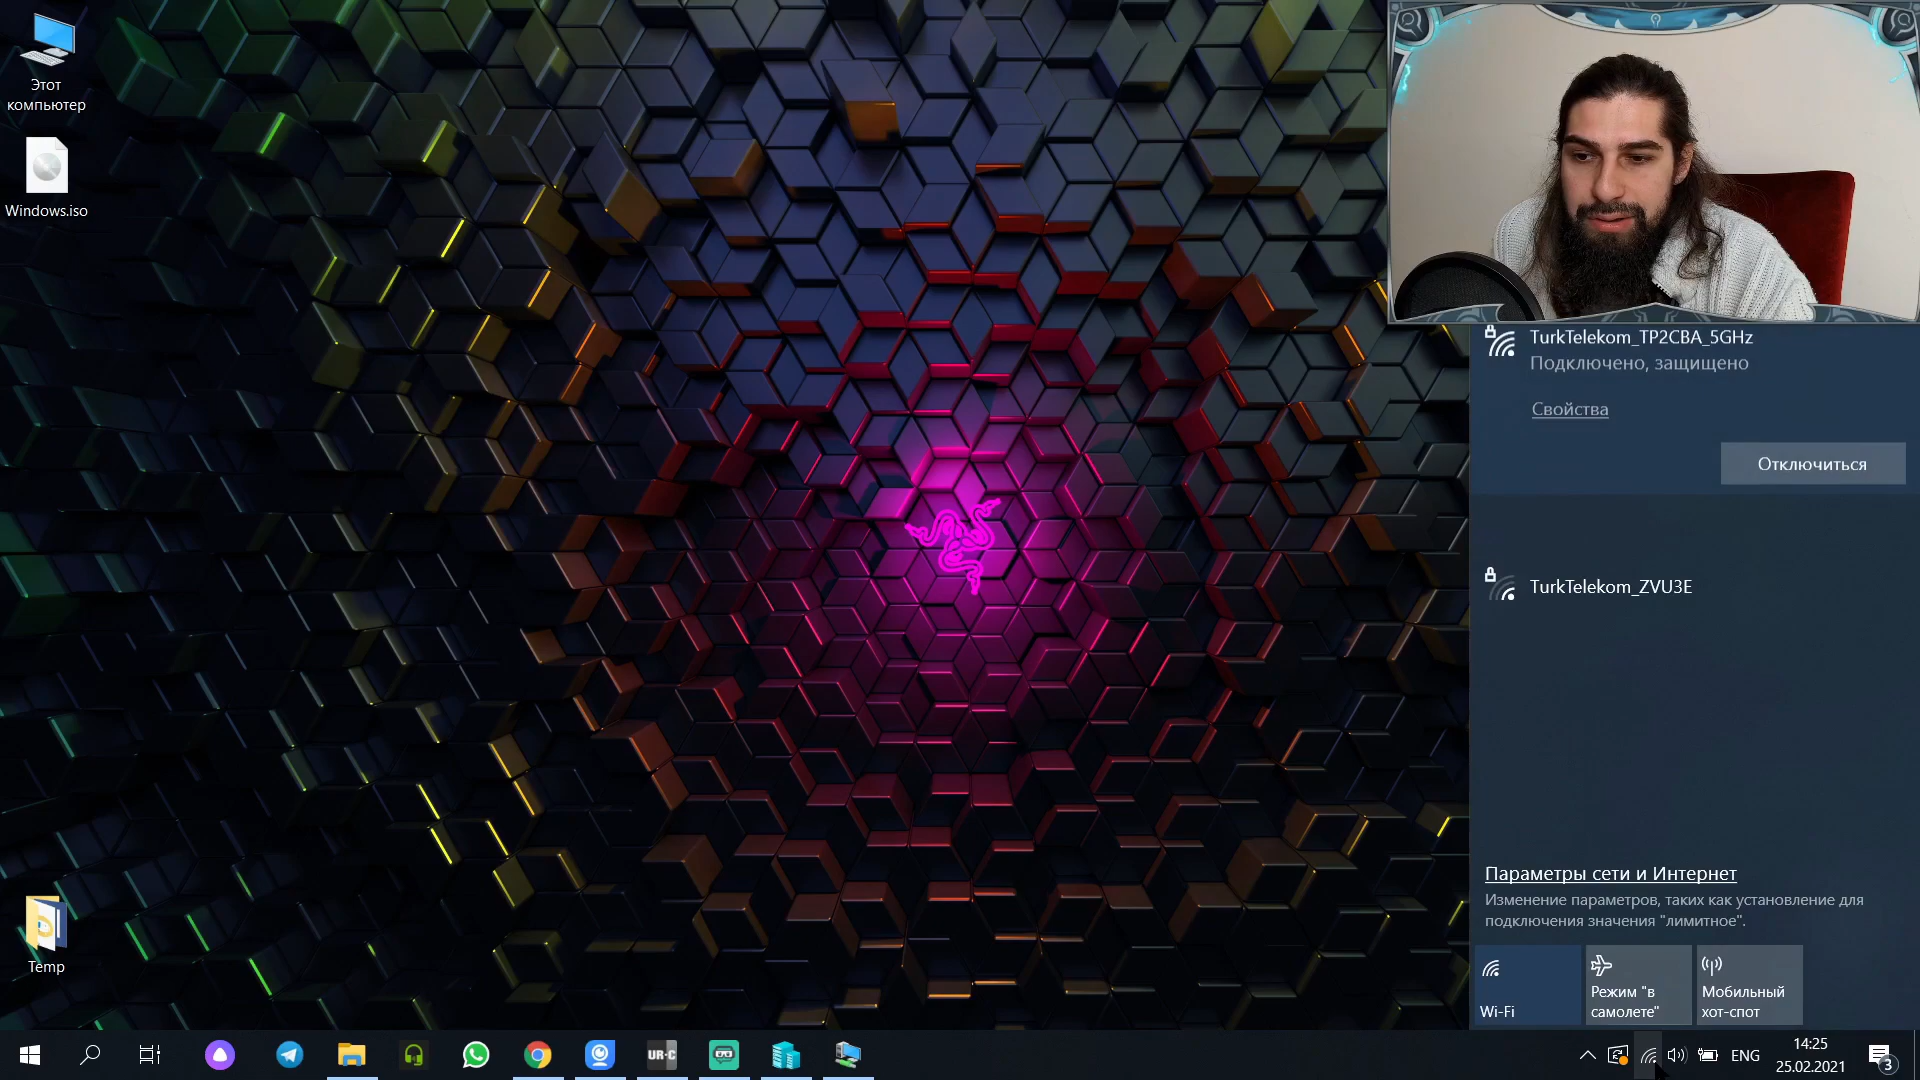 Этот
компьютер
Windows.iso
TurkTelekom_TP2CBA_5GHz
Подключено, защищено
Свойства
Отключиться
TurkTelekom_ZVU3E
Параметры сети и Интернет
Изменение параметров, таких как установление для
подключения значения "лимитное".
Temp
Wi-Fi
Режим "в
самолете"
Мобильный
хот-спот
UR-C
ENG
14:25
25.02.2021
3